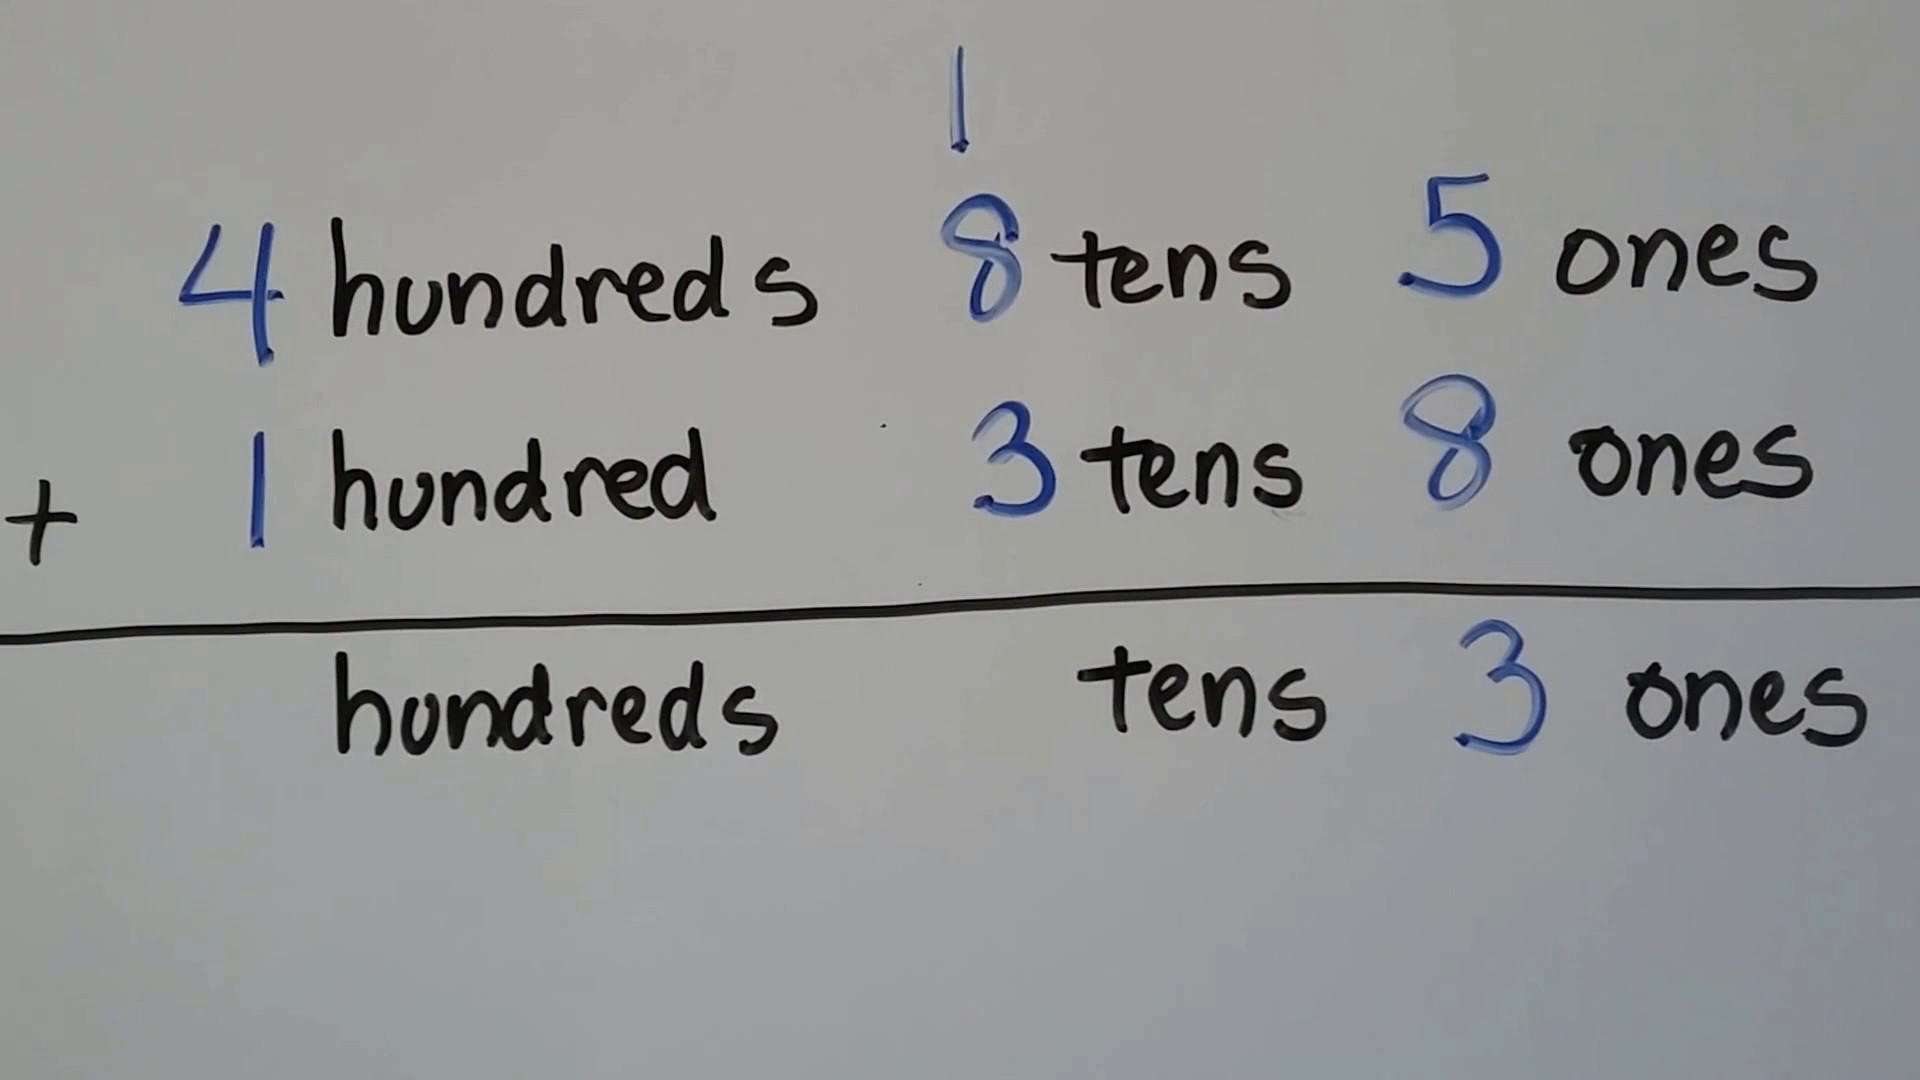 1
4 hundreds 8 tens 5 ones
+ 1 hundred 3 tens 8 ones
hundreds tens 3 ones